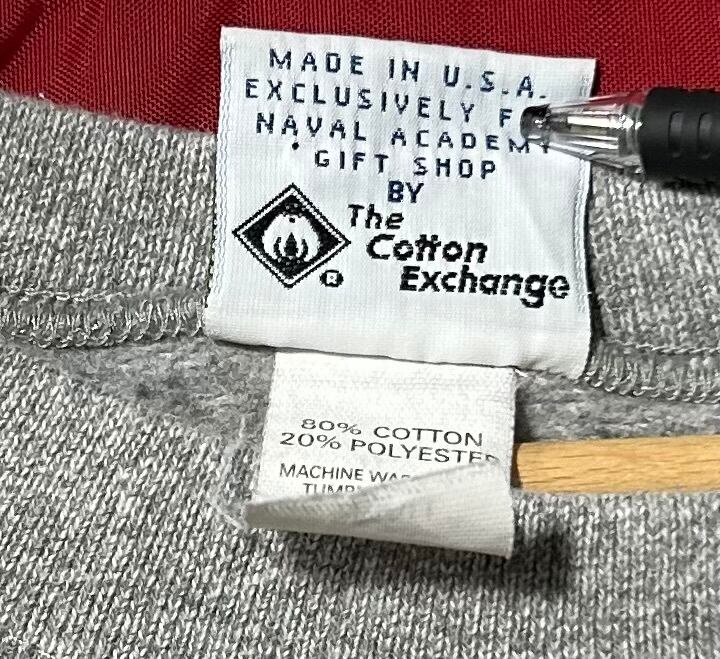 MADE IN U.S.A.
EXCLUSIVELY
NAVAL ACADEMY
GIFT SHOP
BY
The
Cotton
Exchange
®
80% COTTON
20% POLYESTER
MACHINE